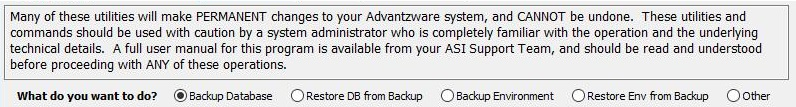 Many of these utilities will make PERMANENT changes to your Advantzware system, and CANNOT be undone.  These utilities and
commands should be used with caution by a system administrator who is completely familiar with the operation and the underlying
technical details.  A full user manual for this program is available from your ASI Support Team, and should be read and understood
before proceeding with ANY of these operations.
What do you want to do? Backup Database Restore DB from Backup Backup Environment Restore Env from Backup Other